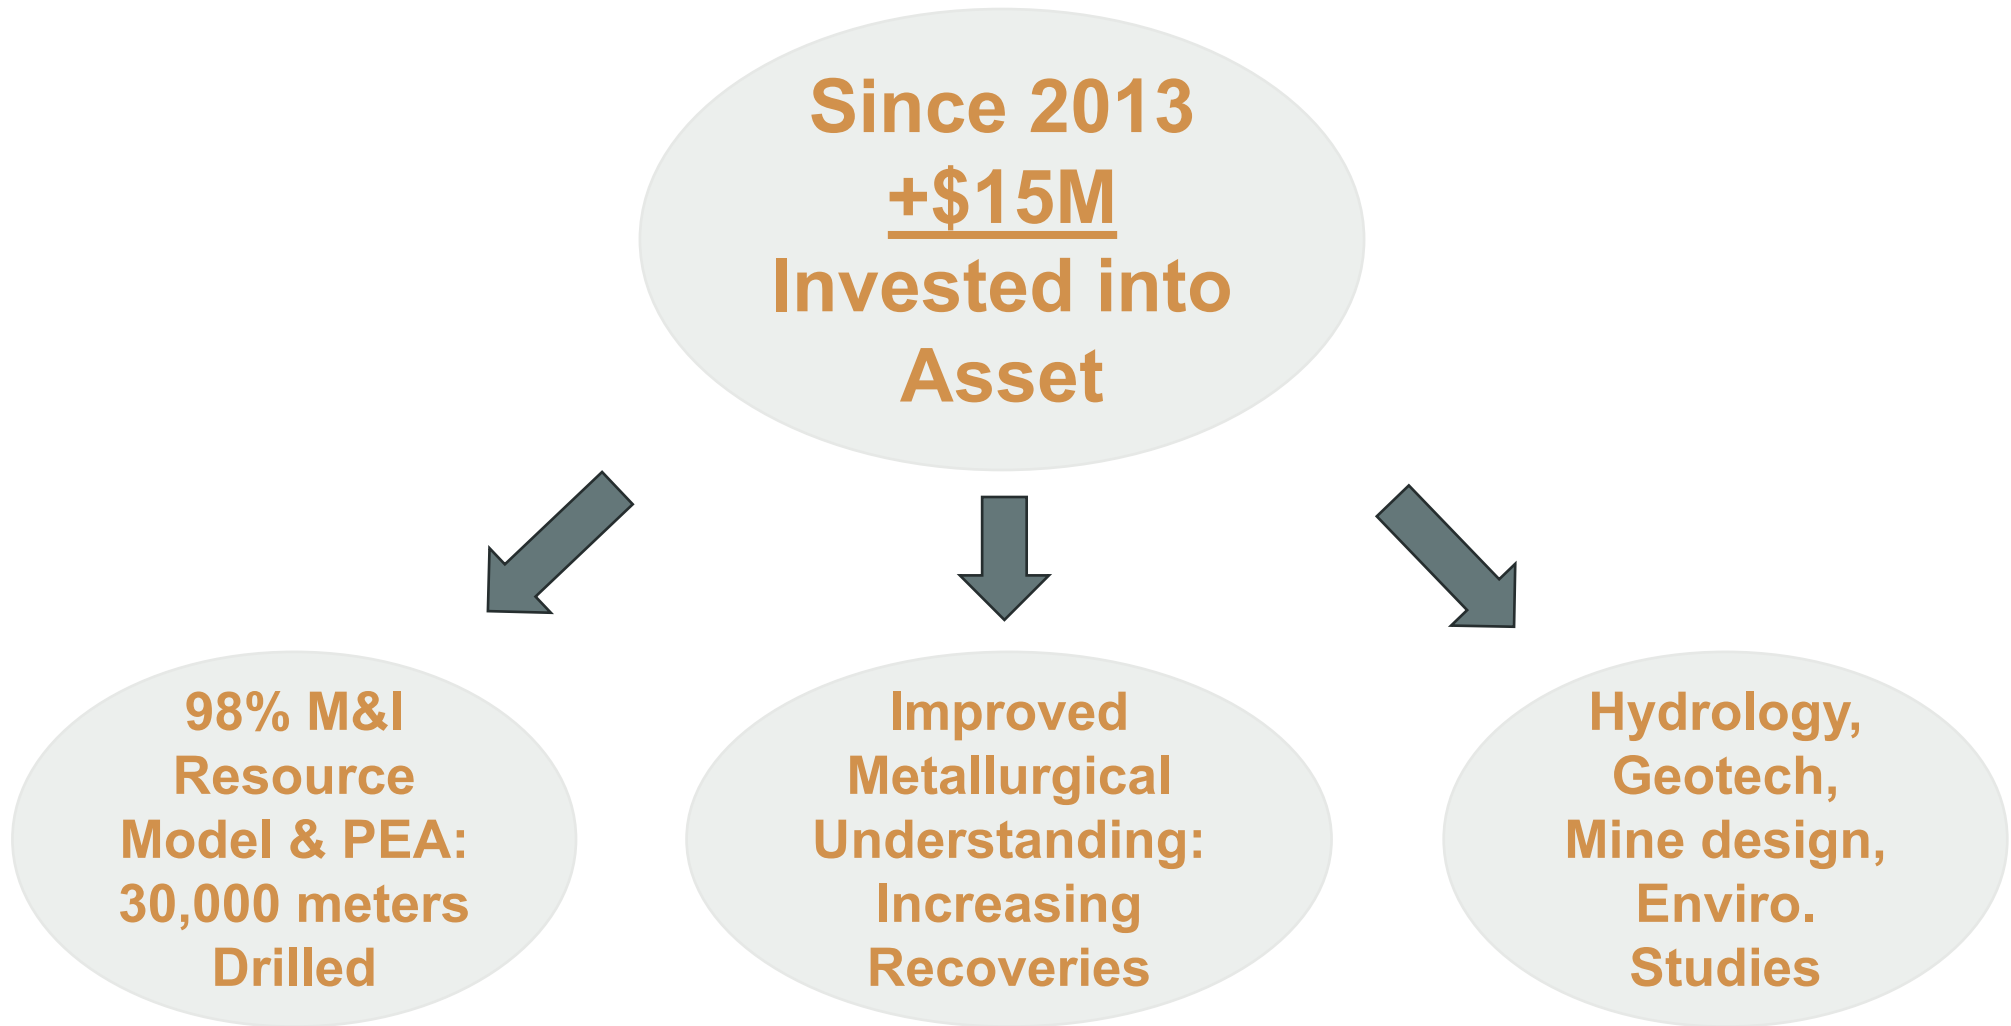 Since 2013
+$15M
Invested into
Asset
98% M&I
Resource
Model & PEA:
30,000 meters
Drilled
Improved
Metallurgical
Understanding:
Increasing
Recoveries
Hydrology,
Geotech,
Mine design,
Enviro.
Studies